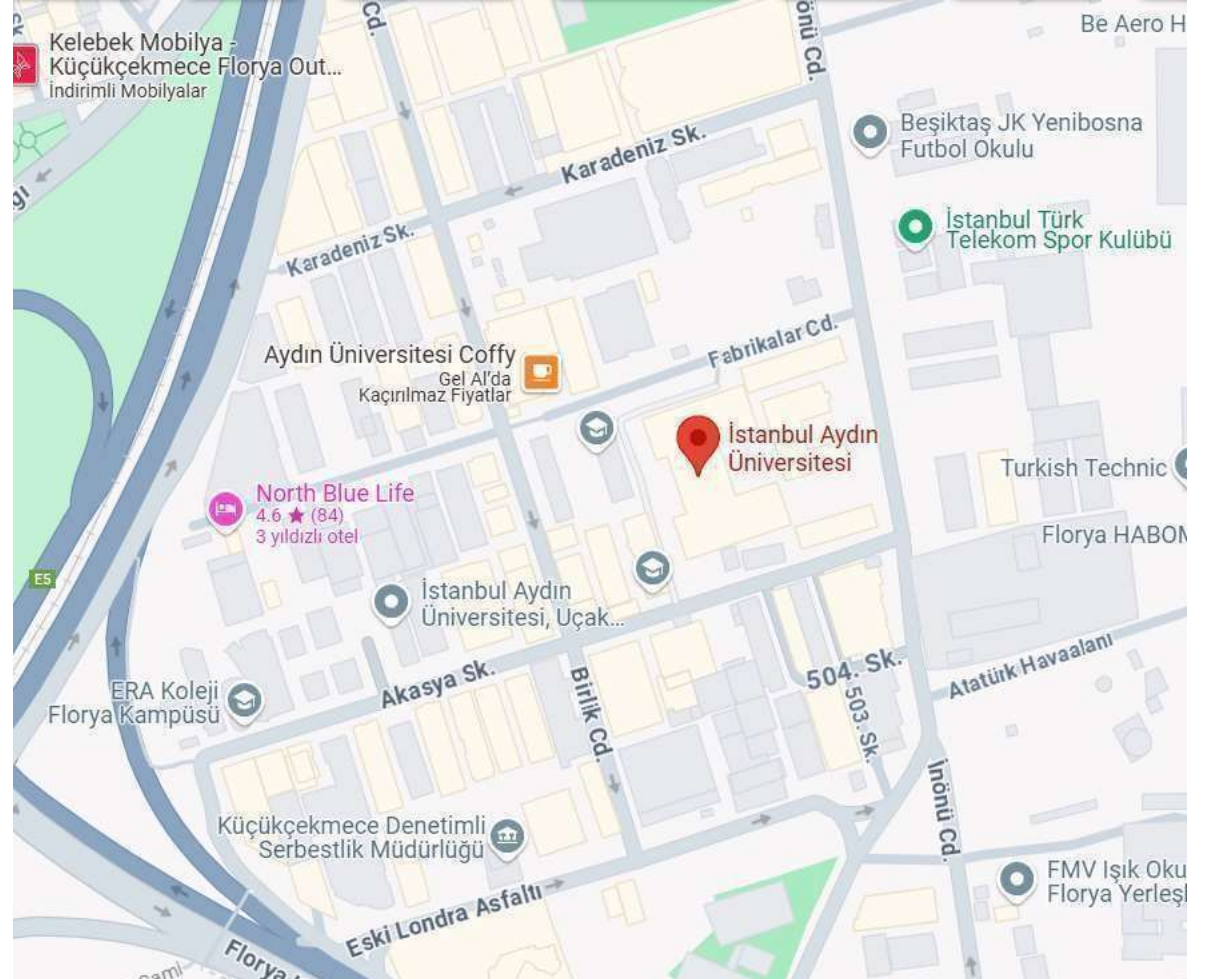 Kelebek Mobilya -
Küçükçekmece Florya Out...
İndirimli Mobilyalar
Cd.
İnönü Cd.
Be Aero H
Beşiktaş JK Yenibosna
Futbol Okulu
Karadeniz Sk.
İstanbul Türk
Telekom Spor Kulübü
Karadeniz Sk.
Fabrikalar Cd.
Aydın Üniversitesi Coffy
Gel Al'da
Kaçırılmaz Fiyatlar
İstanbul Aydın
Üniversitesi
Turkish Technic
North Blue Life
4.6 ★ (84)
3 yıldızlı otel
Florya HABOM
E5
İstanbul Aydın
Üniversitesi, Uçak...
Atatürk Havaalanı
504. Sk.
Akasya Sk.
Birlik Cd.
503. Sk.
ERA Koleji
Florya Kampüsü
İnönü Cd.
Küçükçekmece Denetimli
Serbestlik Müdürlüğü
FMV Işık Oku
Florya Yerleşk
Eski Londra Asfaltı
Florya